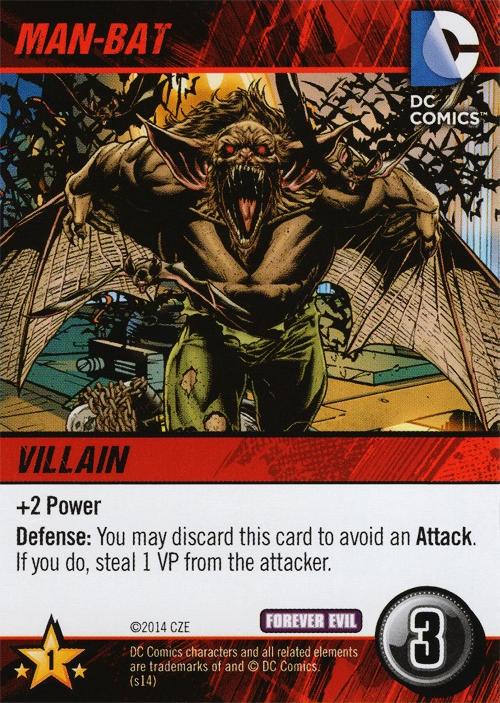 MAN-BAT
DC
COMICS™
VILLAIN
+2 Power
Defense: You may discard this card to avoid an Attack.
If you do, steal 1 VP from the attacker.
©2014 CZE
FOREVER EVIL
3
1
DC Comics characters and all related elements
are trademarks of and © DC Comics.
(s14)